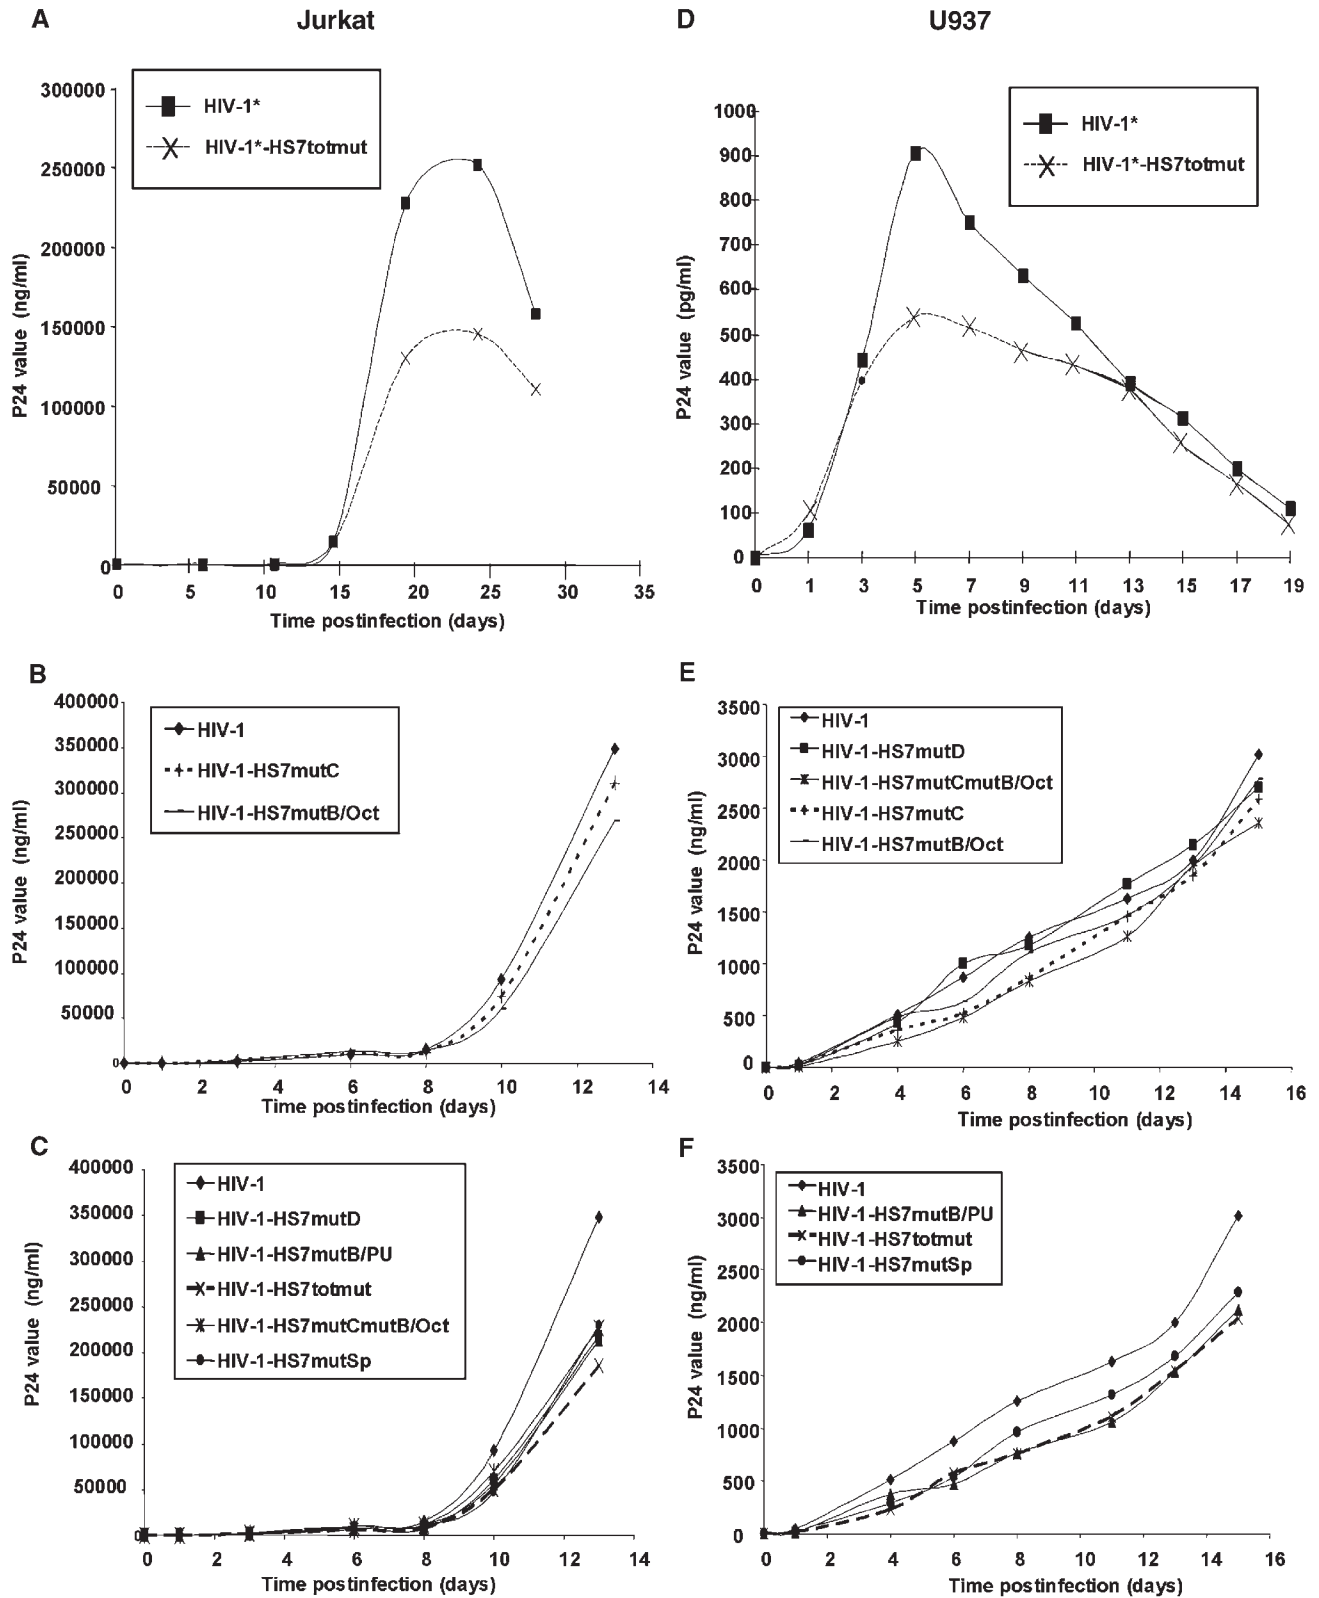 A
Jurkat
HIV-1*
HIV-1*-HS7totmut
300000
250000
200000
150000
100000
50000
0
P24 value (ng/ml)
0 5 10 15 20 25 30 35
Time postinfection (days)
D
U937
HIV-1*
HIV-1*-HS7totmut
1000
900
800
700
600
500
400
300
200
100
0
P24 value (pg/ml)
0 1 3 5 7 9 11 13 15 17 19
Time postinfection (days)
B
HIV-1
HIV-1-HS7mutC
HIV-1-HS7mutB/Oct
400000
350000
300000
250000
200000
150000
100000
50000
0
P24 value (ng/ml)
0 2 4 6 8 10 12 14
Time postinfection (days)
E
HIV-1
HIV-1-HS7mutD
HIV-1-HS7mutCmutB/Oct
HIV-1-HS7mutC
HIV-1-HS7mutB/Oct
3500
3000
2500
2000
1500
1000
500
0
P24 value (ng/ml)
0 2 4 6 8 10 12 14 16
Time postinfection (days)
C
HIV-1
HIV-1-HS7mutD
HIV-1-HS7mutB/PU
HIV-1-HS7totmut
HIV-1-HS7mutCmutB/Oct
HIV-1-HS7mutSp
400000
350000
300000
250000
200000
150000
100000
50000
0
P24 value (ng/ml)
0 2 4 6 8 10 12 14
Time postinfection (days)
F
HIV-1
HIV-1-HS7mutB/PU
HIV-1-HS7totmut
HIV-1-HS7mutSp
3500
3000
2500
2000
1500
1000
500
0
P24 value (ng/ml)
0 2 4 6 8 10 12 14 16
Time postinfection (days)